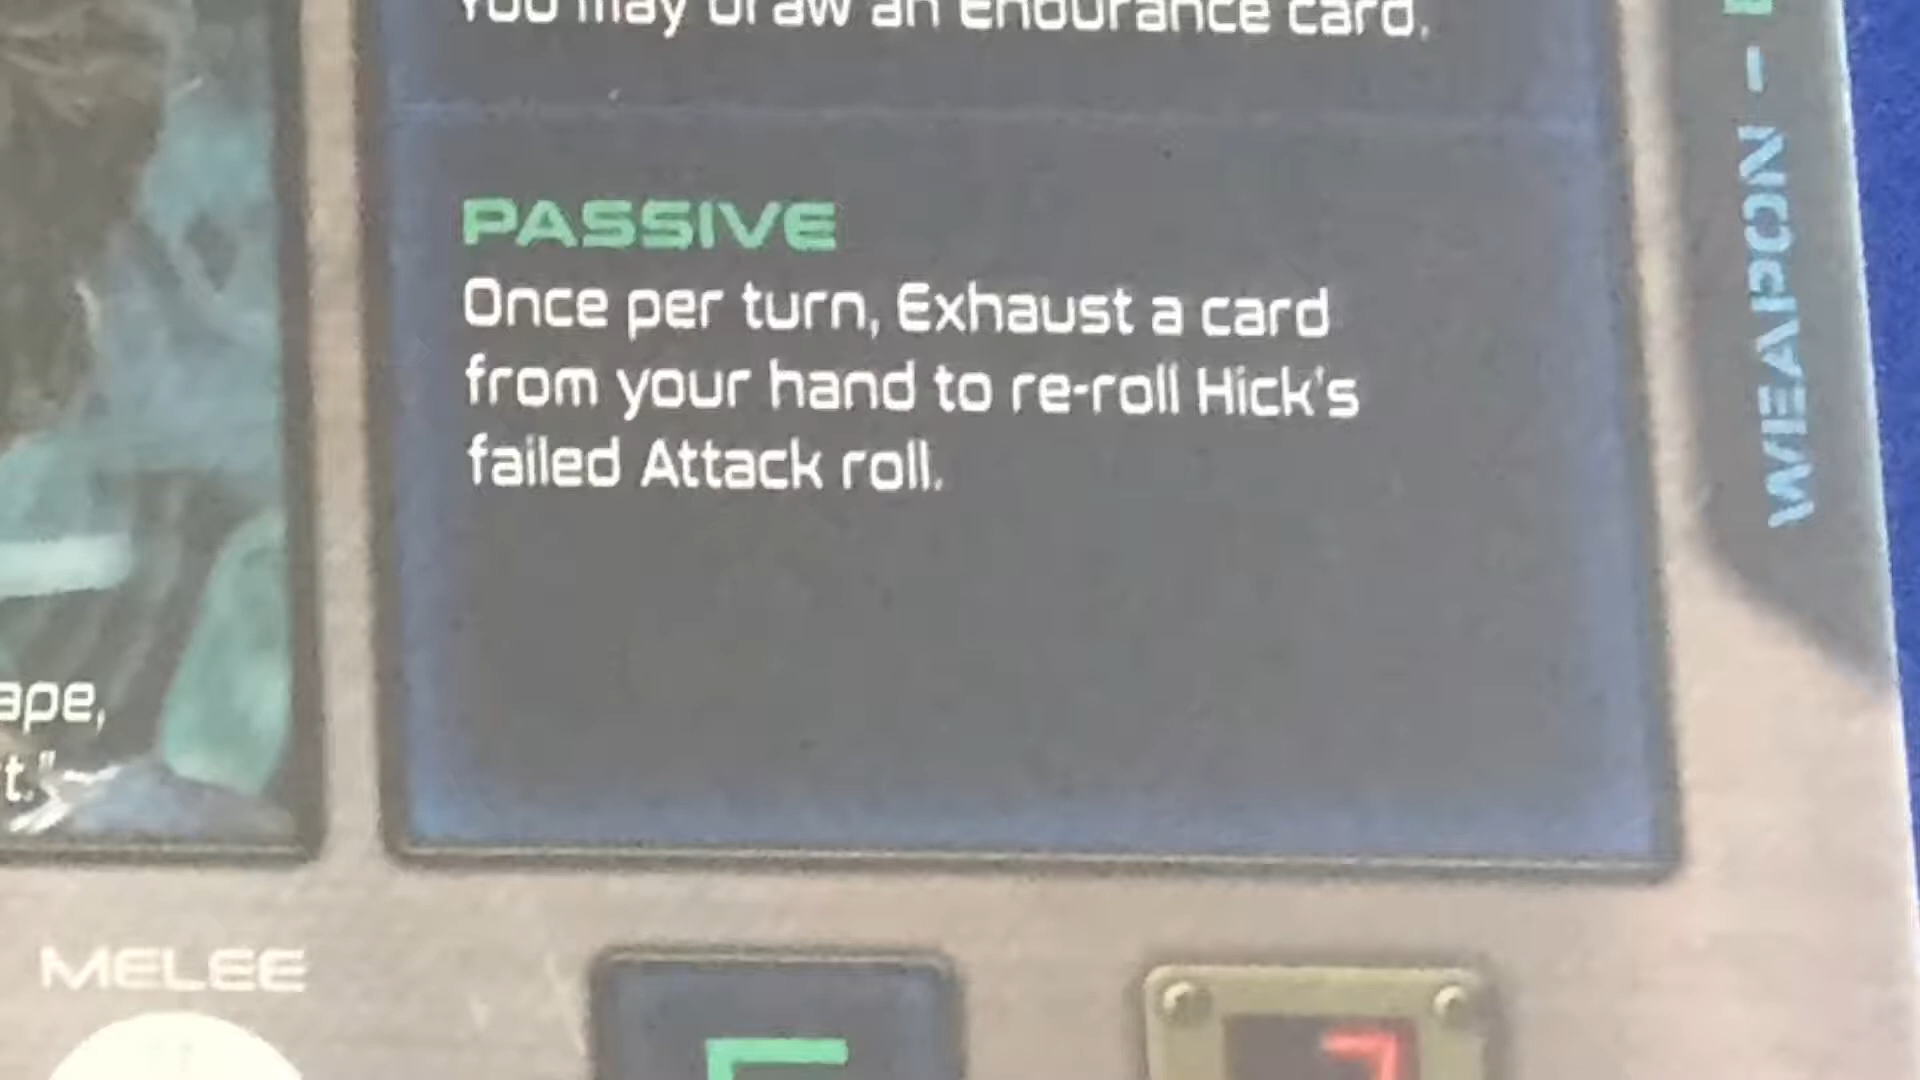 You may draw an Endurance card.
PASSIVE
Once per turn, Exhaust a card
from your hand to re-roll Hick's
failed Attack roll.
WEAPON -
ape,
t."
MELEE